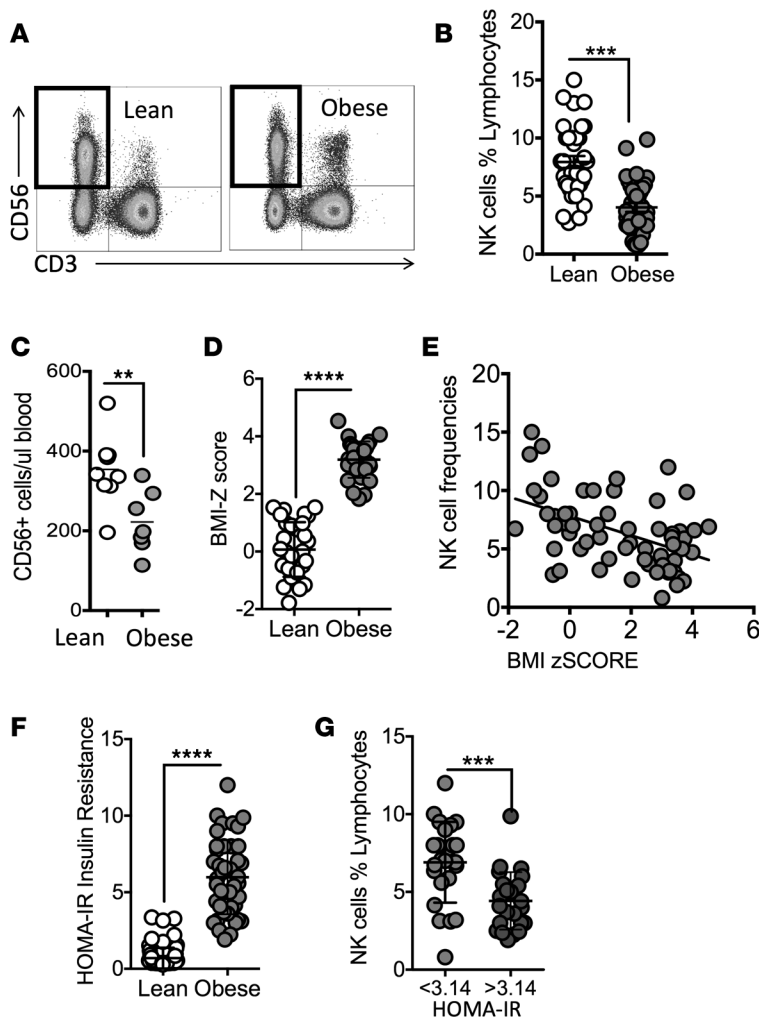 A
Lean
Obese
CD56
CD3
B
NK cells % Lymphocytes
20
15
10
5
0
***
Lean
Obese
C
CD56+ cells/ul blood
600
400
200
0
**
Lean
Obese
D
BMI-Z score
6
4
2
0
-2
****
Lean Obese
E
NK cell frequencies
20
15
10
5
0
-2
0
2
4
6
BMI zSCORE
F
HOMA-IR Insulin Resistance
15
10
5
0
****
Lean Obese
G
NK cells % Lymphocytes
15
10
5
0
***
<3.14
>3.14
HOMA-IR